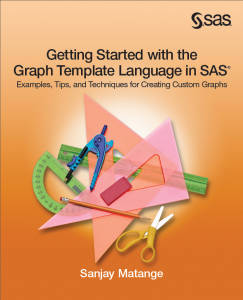 sas.
Getting Started with the
Graph Template Language in SAS®
Examples, Tips, and Techniques for Creating Custom Graphs
Sanjay Matange